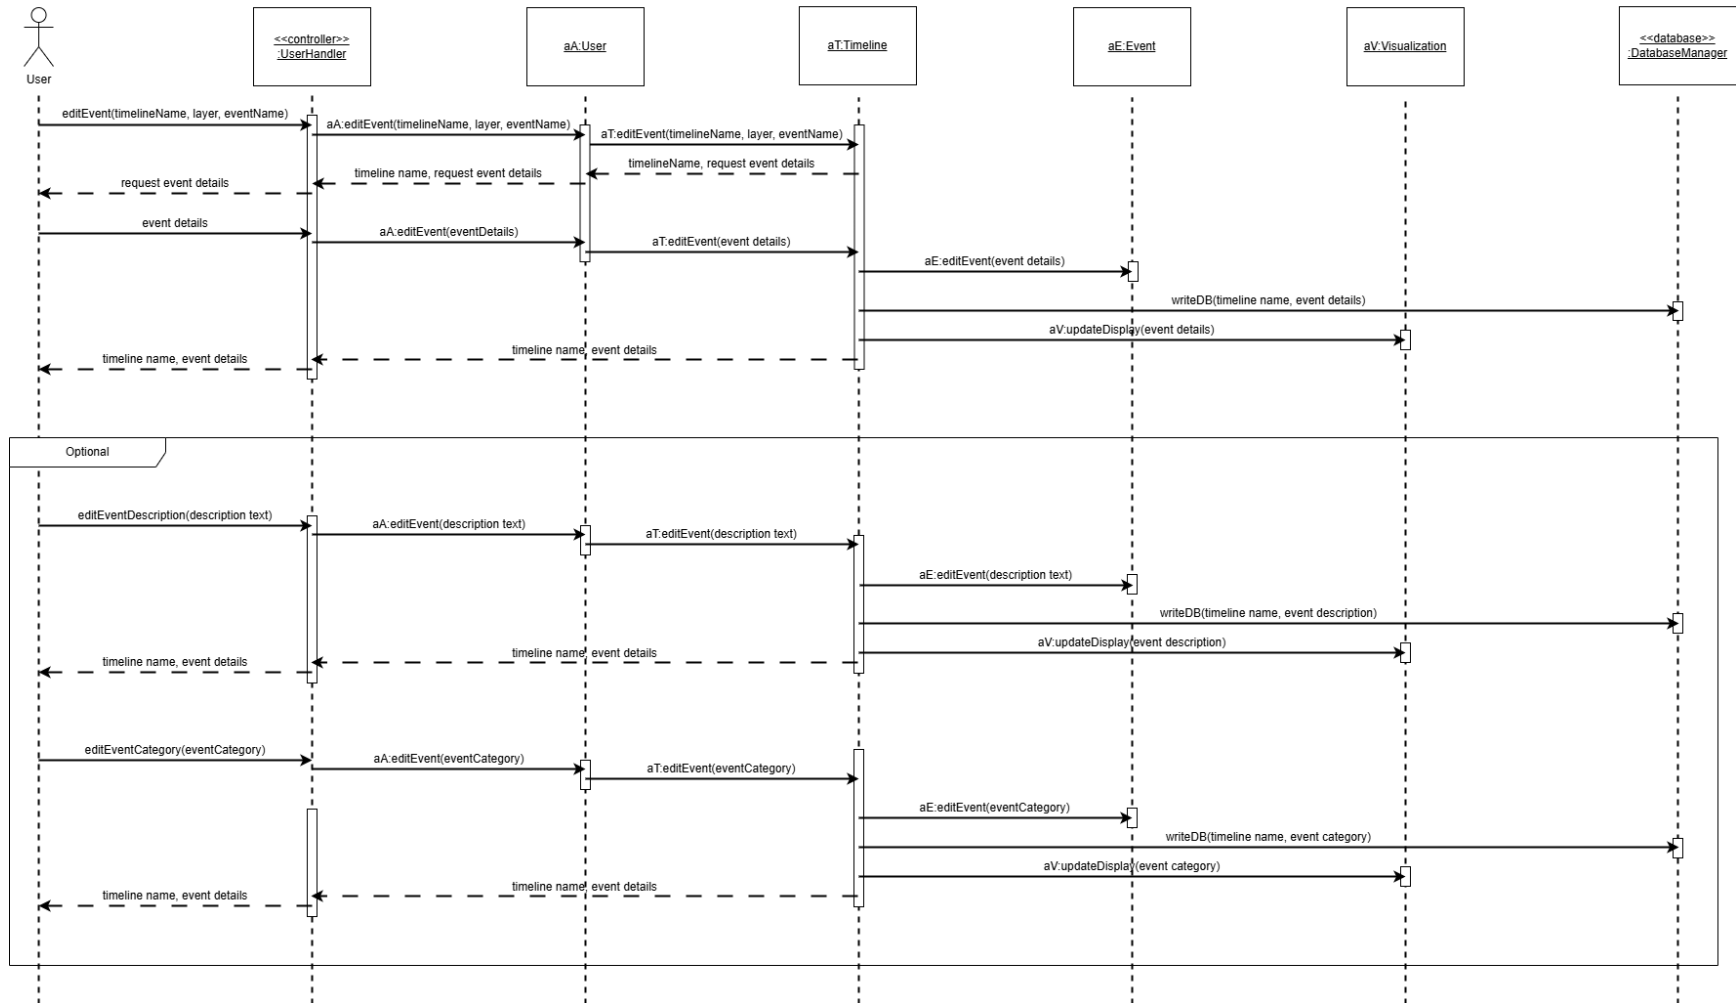 User
<<controller>>
:UserHandler
aA:User
aT:Timeline
aE:Event
aV:Visualization
<<database>>
:DatabaseManager
editEvent(timelineName, layer, eventName)
aA:editEvent(timelineName, layer, eventName)
aT:editEvent(timelineName, layer, eventName)
timelineName, request event details
timeline name, request event details
request event details
event details
aA:editEvent(eventDetails)
aT:editEvent(event details)
aE:editEvent(event details)
writeDB(timeline name, event details)
aV:updateDisplay(event details)
timeline name, event details
timeline name, event details
Optional
editEventDescription(description text)
aA:editEvent(description text)
aT:editEvent(description text)
aE:editEvent(description text)
writeDB(timeline name, event description)
aV:updateDisplay(event description)
timeline name, event details
timeline name, event details
editEventCategory(eventCategory)
aA:editEvent(eventCategory)
aT:editEvent(eventCategory)
aE:editEvent(eventCategory)
writeDB(timeline name, event category)
aV:updateDisplay(event category)
timeline name, event details
timeline name, event details